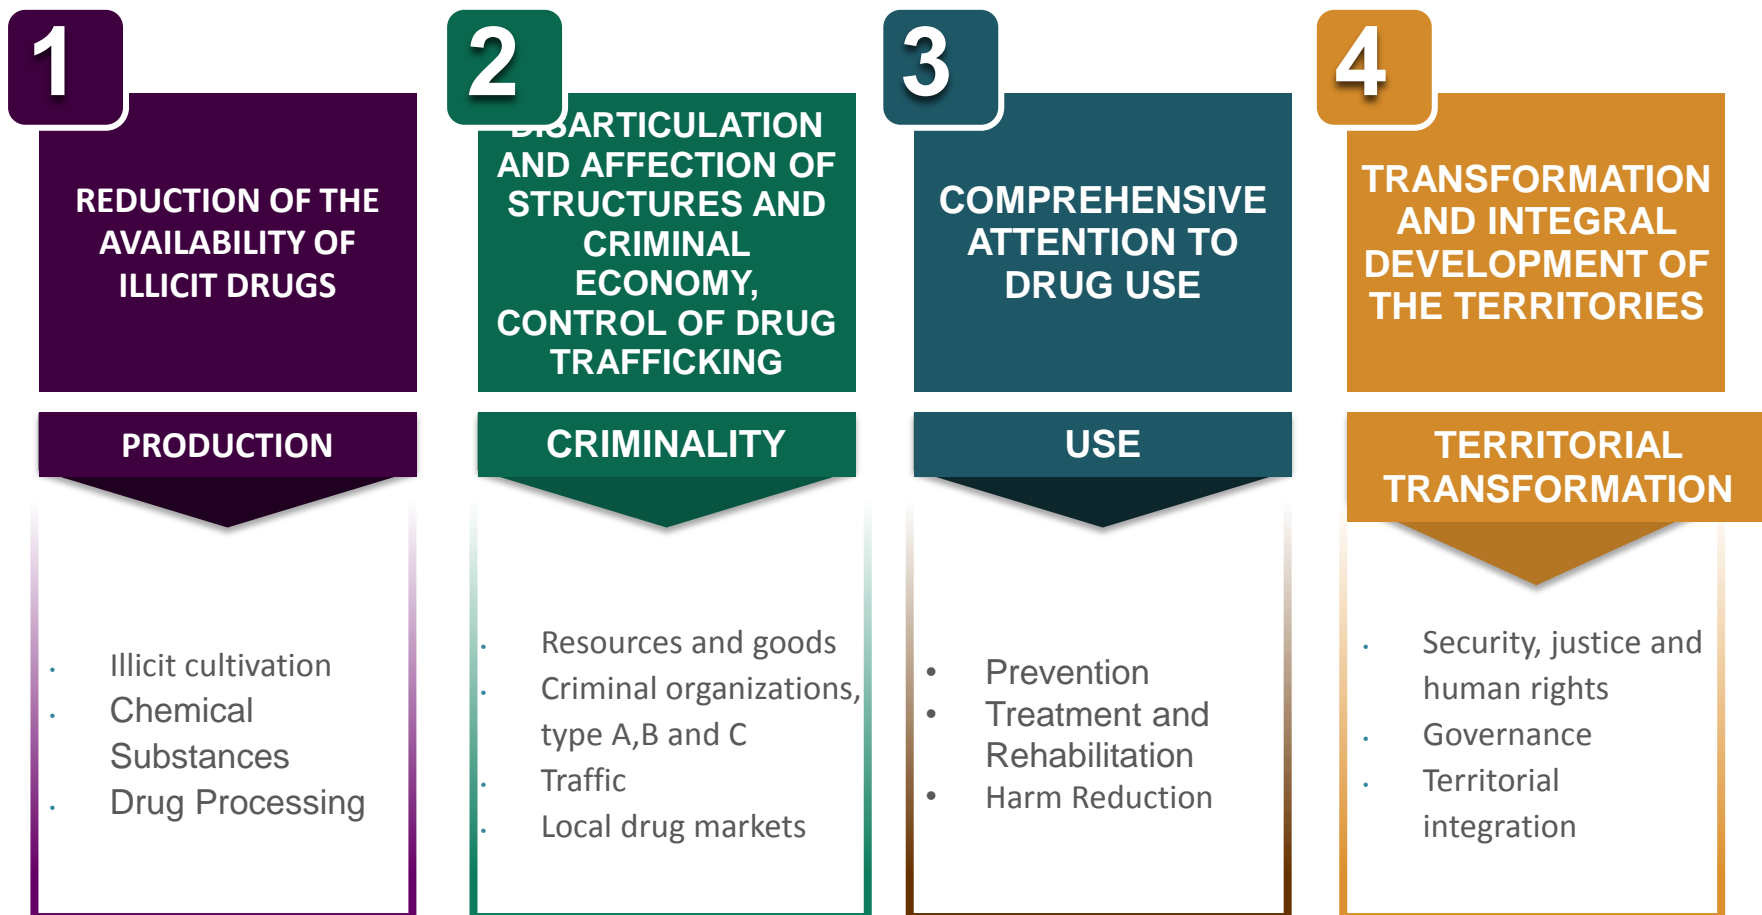 1
REDUCTION OF THE
AVAILABILITY OF
ILLICIT DRUGS
PRODUCTION
Illicit cultivation
Chemical
Substances
Drug Processing
2
DISARTICULATION
AND AFFECTION OF
STRUCTURES AND
CRIMINAL
ECONOMY,
CONTROL OF DRUG
TRAFFICKING
CRIMINALITY
Resources and goods
Criminal organizations,
type A,B and C
Traffic
Local drug markets
3
COMPREHENSIVE
ATTENTION TO
DRUG USE
USE
Prevention
Treatment and
Rehabilitation
Harm Reduction
4
TRANSFORMATION
AND INTEGRAL
DEVELOPMENT OF
THE TERRITORIES
TERRITORIAL
TRANSFORMATION
Security, justice and
human rights
Governance
Territorial
integration